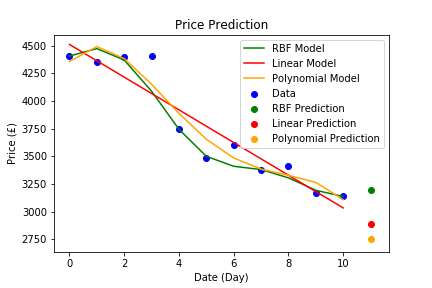 Price Prediction
RBF Model
Linear Model
Polynomial Model
Data
RBF Prediction
Linear Prediction
Polynomial Prediction
4500
4250
4000
3750
3500
3250
3000
2750
Price (£)
0 2 4 6 8 10
Date (Day)